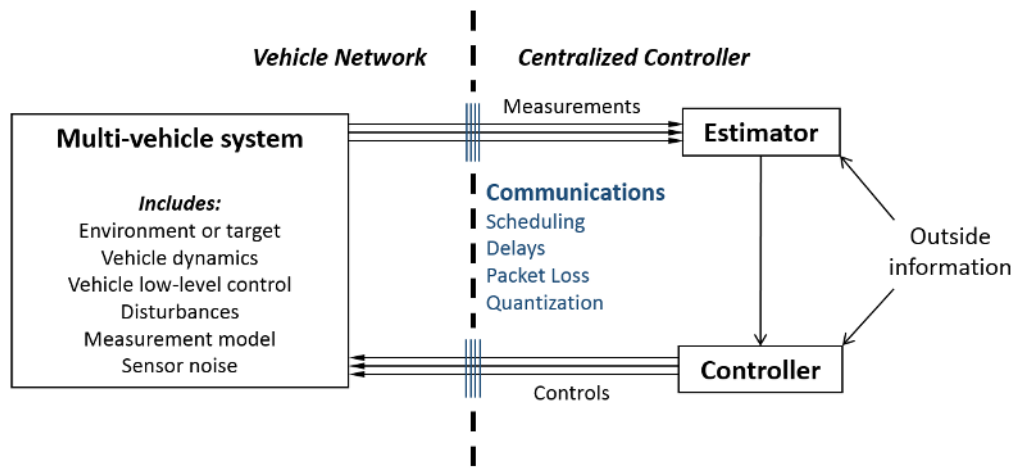 Vehicle Network
Centralized Controller
Measurements
Multi-vehicle system
Estimator
Includes:
Environment or target
Vehicle dynamics
Vehicle low-level control
Disturbances
Measurement model
Sensor noise
Communications
Scheduling
Delays
Packet Loss
Quantization
Outside
information
Controller
Controls